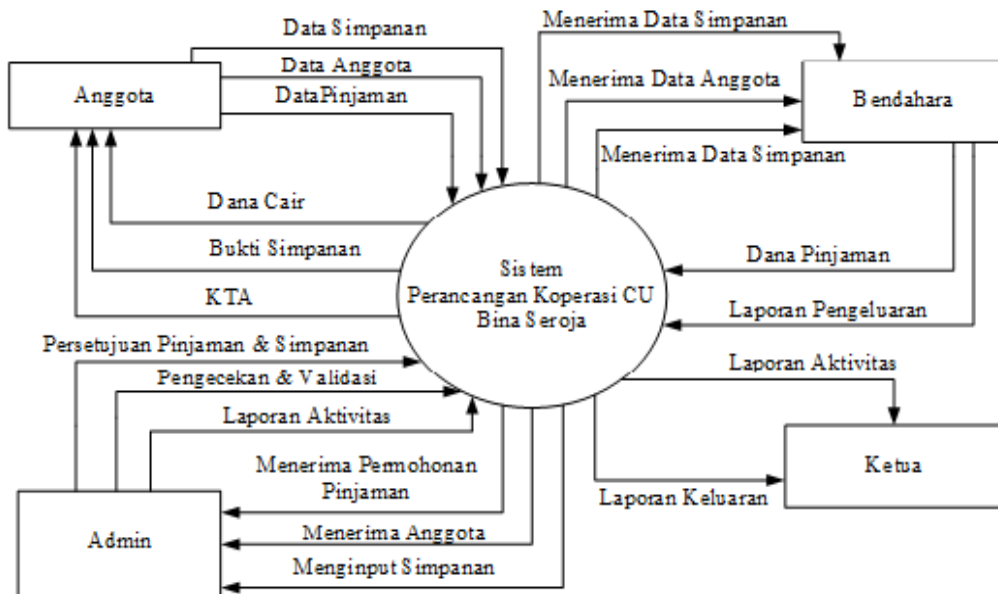 Data Simpanan
Data Anggota
DataPinjaman
Anggota
Menerima Data Simpanan
Menerima Data Anggota
Menerima Data Simpanan
Bendahara
Dana Cair
Bukti Simpanan
KTA
Sistem
Perancangan Koperasi CU
Bina Seroja
Dana Pinjaman
Laporan Pengeluaran
Persetujuan Pinjaman & Simpanan
Pengecekan & Validasi
Laporan Aktivitas
Laporan Aktivitas
Ketua
Laporan Keluaran
Menerima Permohonan
Pinjaman
Menerima Anggota
Menginput Simpanan
Admin